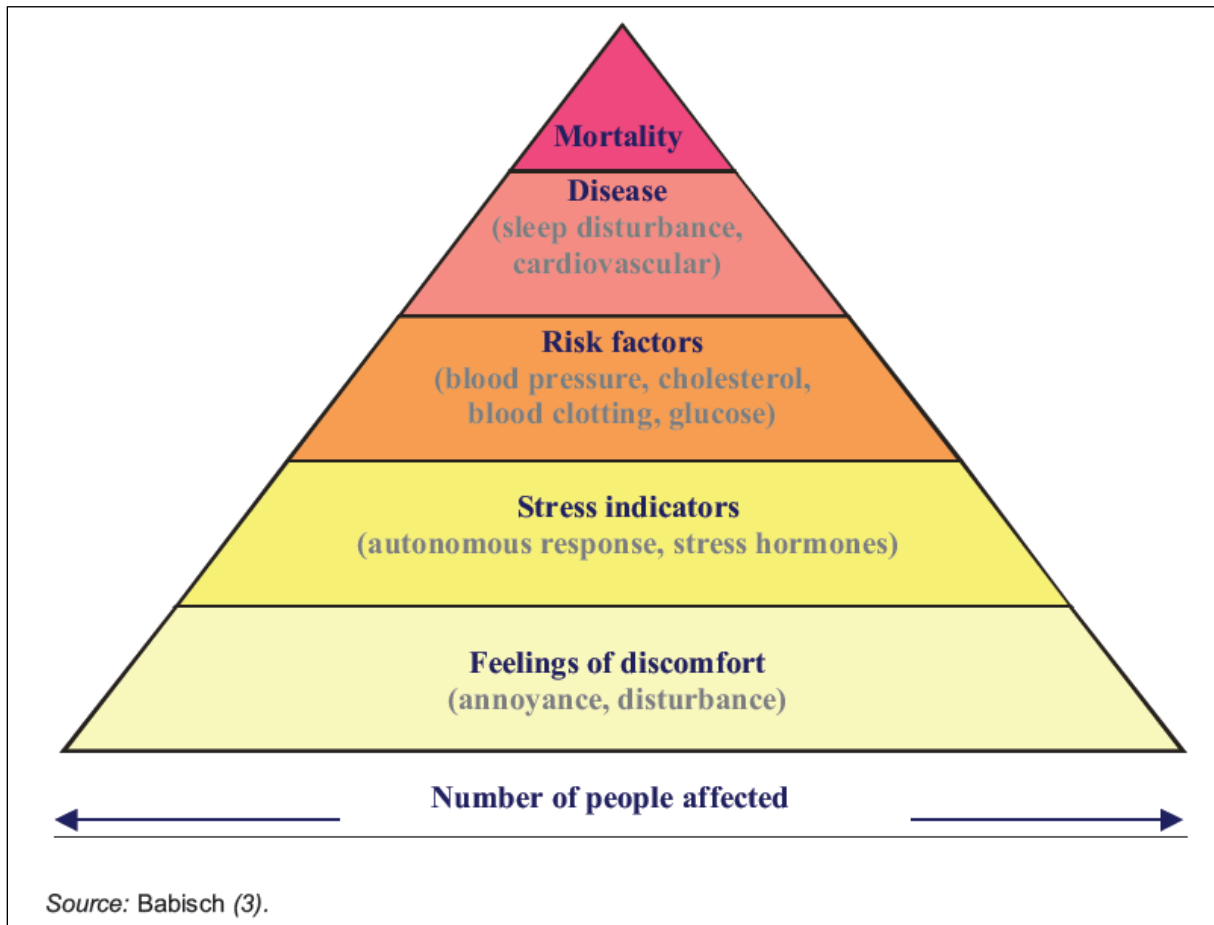 Mortality
Disease
(sleep disturbance,
cardiovascular)
Risk factors
(blood pressure, cholesterol,
blood clotting, glucose)
Stress indicators
(autonomous response, stress hormones)
Feelings of discomfort
(annoyance, disturbance)
Number of people affected
Source: Babisch (3).